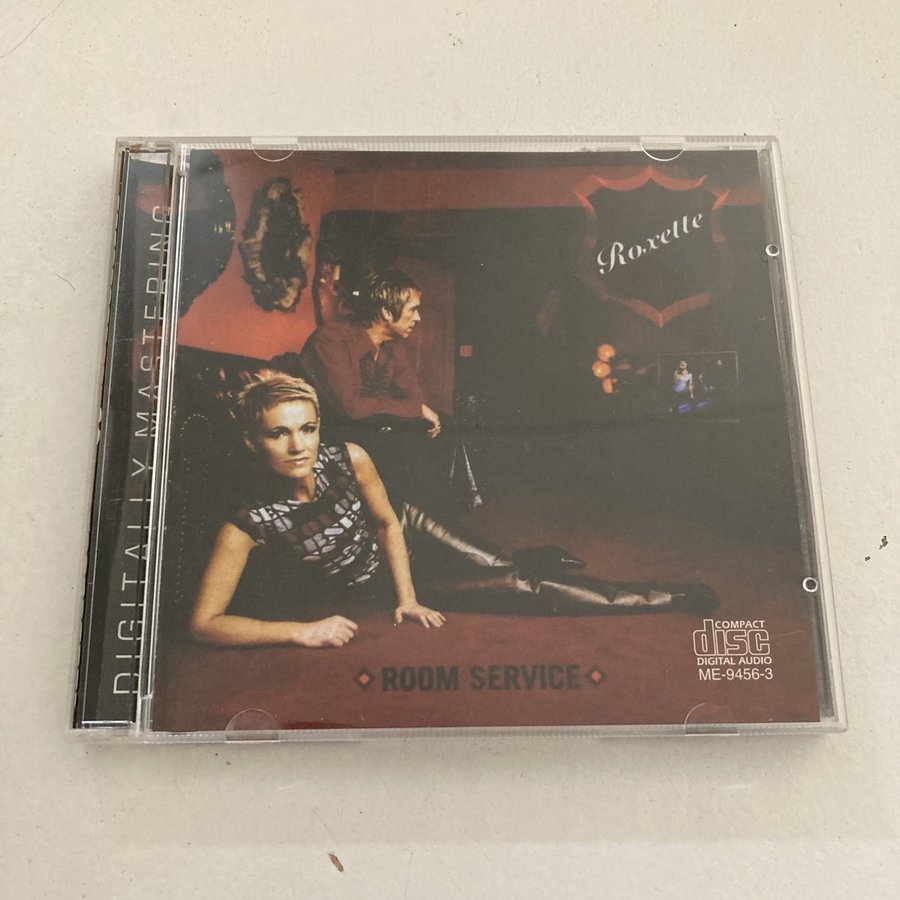 DIGITALLY MASTERING
Roxette
ROOM SERVICE
COMPACT
disc
DIGITAL AUDIO
ME-9456-3